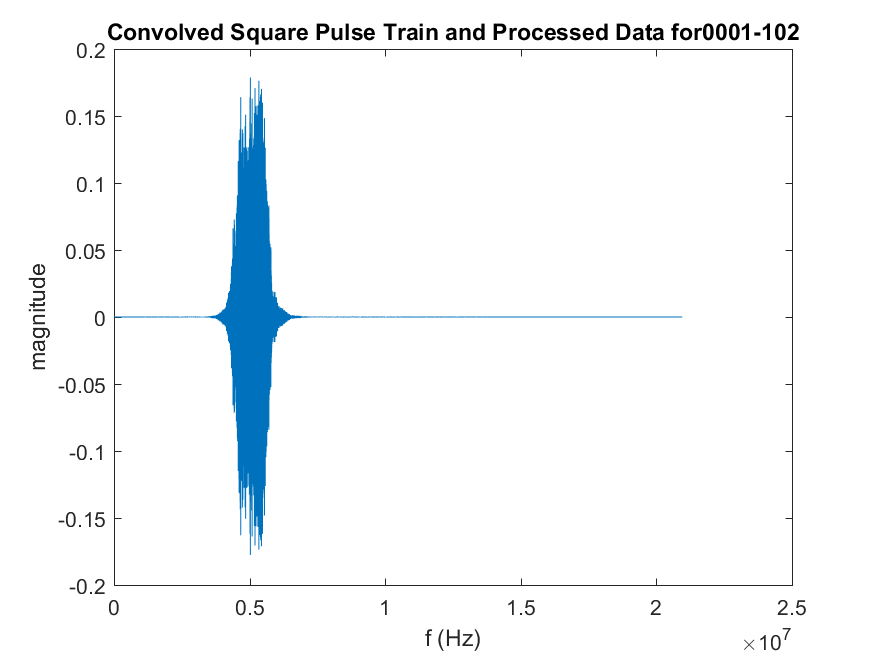 Convolved Square Pulse Train and Processed Data for0001-102
0.2
0.15
0.1
0.05
0
-0.05
-0.1
-0.15
-0.2
magnitude
0 0.5 1 1.5 2 2.5
f (Hz)
×10^7